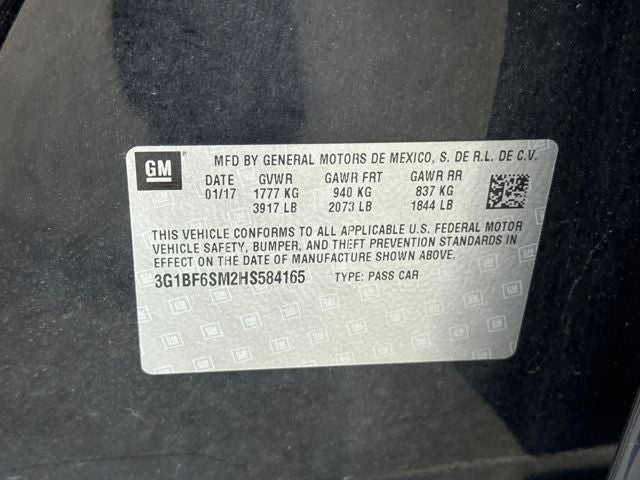 GM MFD BY GENERAL MOTORS DE MEXICO, S. DE R.L. DE C.V.
DATE GVWR GAWR FRT GAWR RR
01/17 1777 KG 940 KG 837 KG
3917 LB 2073 LB 1844 LB
THIS VEHICLE CONFORMS TO ALL APPLICABLE U.S. FEDERAL MOTOR
VEHICLE SAFETY, BUMPER, AND THEFT PREVENTION STANDARDS IN
EFFECT ON THE DATE OF MANUFACTURE SHOWN ABOVE.
3G1BF6SM2HS584165 TYPE: PASS CAR